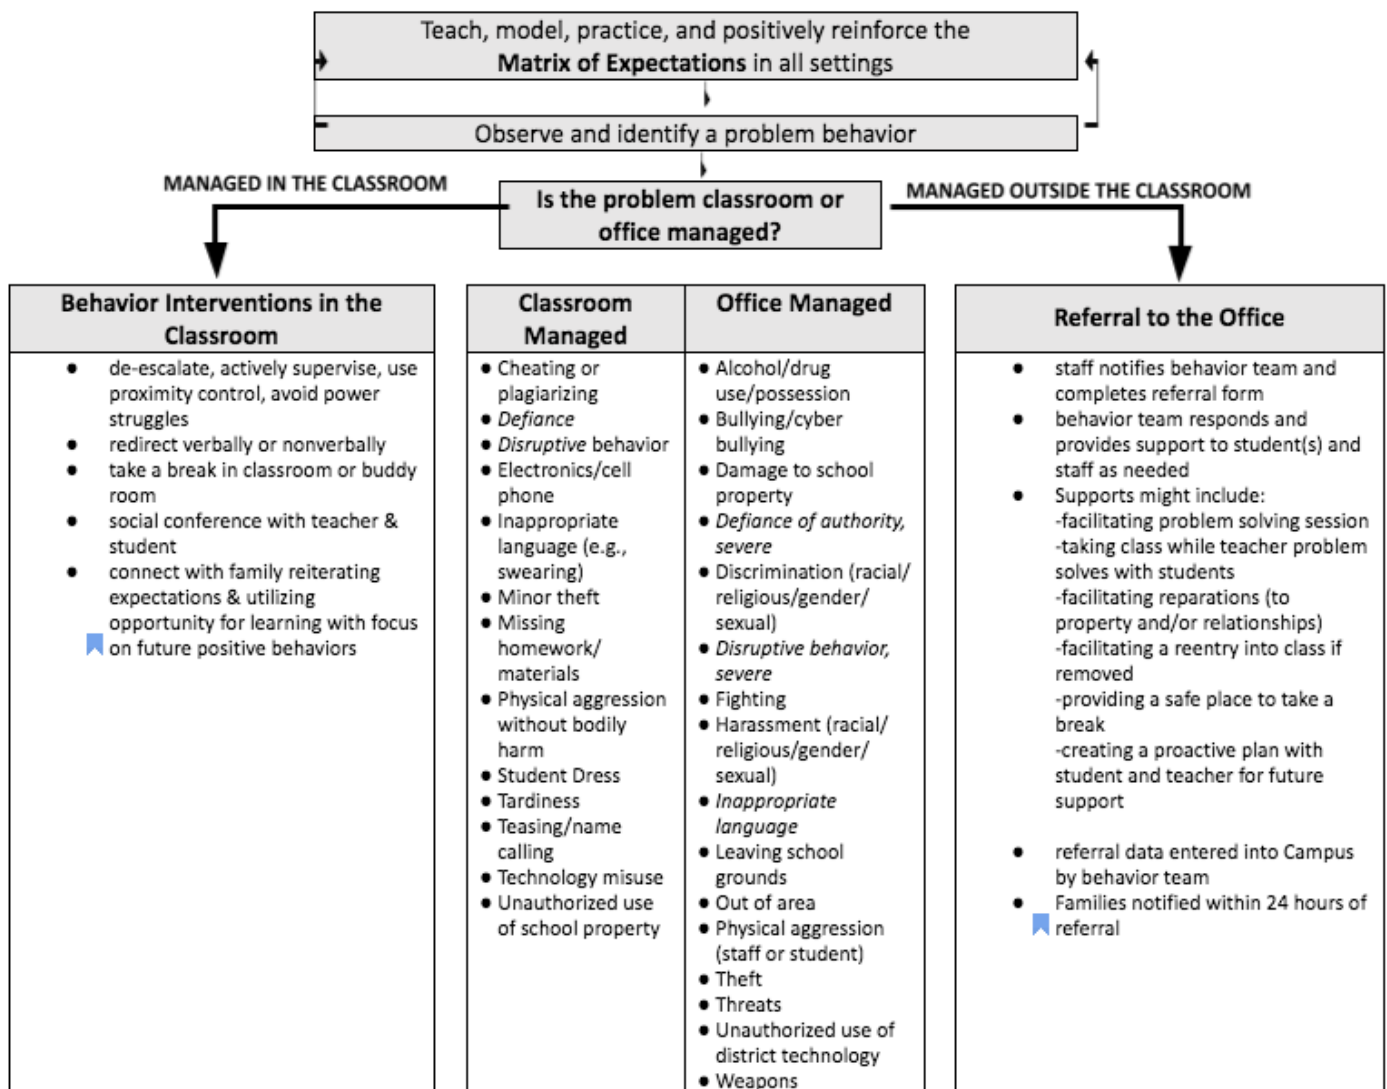 Teach, model, practice, and positively reinforce the
Matrix of Expectations in all settings
Observe and identify a problem behavior
MANAGED IN THE CLASSROOM
Is the problem classroom or
office managed?
MANAGED OUTSIDE THE CLASSROOM
Behavior Interventions in the
Classroom
● de-escalate, actively supervise, use
proximity control, avoid power
struggles
● redirect verbally or nonverbally
● take a break in classroom or buddy
room
● social conference with teacher &
student
● connect with family reiterating
expectations & utilizing
opportunity for learning with focus
on future positive behaviors
Classroom
Managed
● Cheating or
plagiarizing
● Defiance
● Disruptive behavior
● Electronics/cell
phone
● Inappropriate
language (e.g.,
swearing)
● Minor theft
● Missing
homework/
materials
● Physical aggression
without bodily
harm
● Student Dress
● Tardiness
● Teasing/name
calling
● Technology misuse
● Unauthorized use
of school property
Office Managed
● Alcohol/drug
use/possession
● Bullying/cyber
bullying
● Damage to school
property
● Defiance of authority,
severe
● Discrimination (racial/
religious/gender/
sexual)
● Disruptive behavior,
severe
● Fighting
● Harassment (racial/
religious/gender/
sexual)
● Inappropriate
language
● Leaving school
grounds
● Out of area
● Physical aggression
(staff or student)
● Theft
● Threats
● Unauthorized use of
district technology
● Weapons
Referral to the Office
● staff notifies behavior team and
completes referral form
● behavior team responds and
provides support to student(s) and
staff as needed
● Supports might include:
-facilitating problem solving session
-taking class while teacher problem
solves with students
-facilitating reparations (to
property and/or relationships)
-facilitating a reentry into class if
removed
-providing a safe place to take a
break
-creating a proactive plan with
student and teacher for future
support
● referral data entered into Campus
by behavior team
● Families notified within 24 hours of
referral